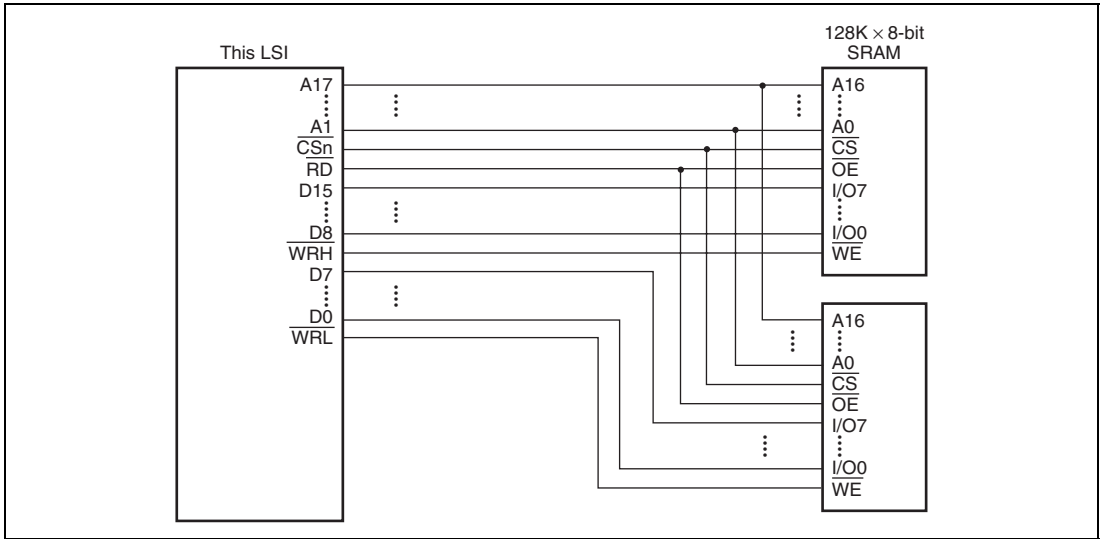 This LSI
A17
A1
CSn
RD
D15
D8
WRH
D7
D0
WRL
128K × 8-bit
SRAM
A16
A0
CS
OE
I/O7
I/O0
WE
A16
A0
CS
OE
I/O7
I/O0
WE